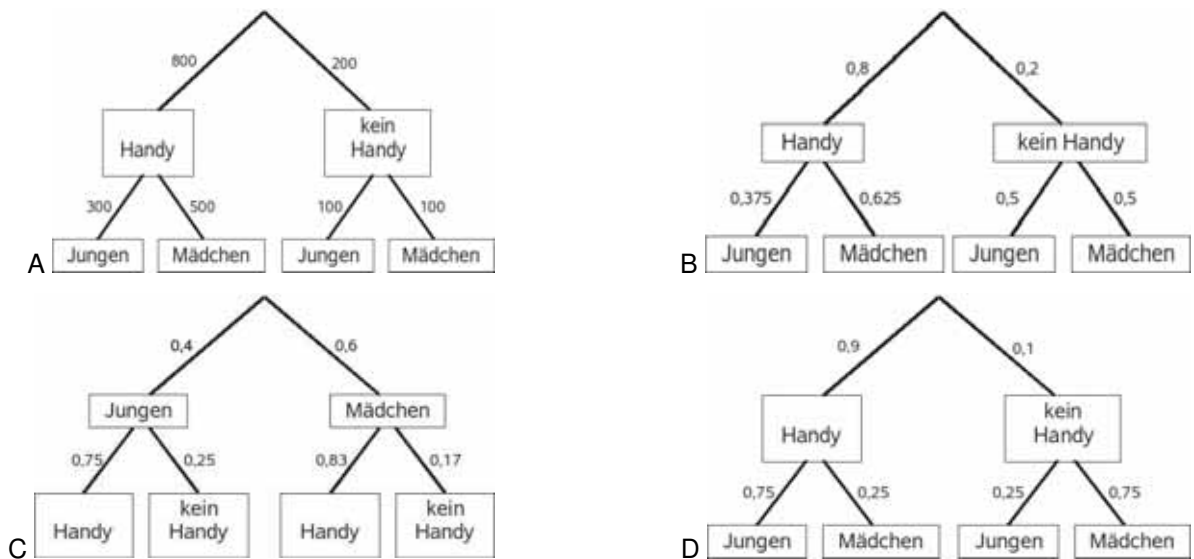 800
200
Handy
kein
Handy
300
500
100
100
Jungen
Mädchen
Jungen
Mädchen
A
0,8
0,2
Handy
kein Handy
0,375
0,625
0,5
0,5
Jungen
Mädchen
Jungen
Mädchen
B
0,4
0,6
Jungen
Mädchen
0,75
0,25
0,83
0,17
Handy
kein
Handy
Handy
kein
Handy
C
0,9
0,1
Handy
kein
Handy
0,75
0,25
0,25
0,75
Jungen
Mädchen
Jungen
Mädchen
D